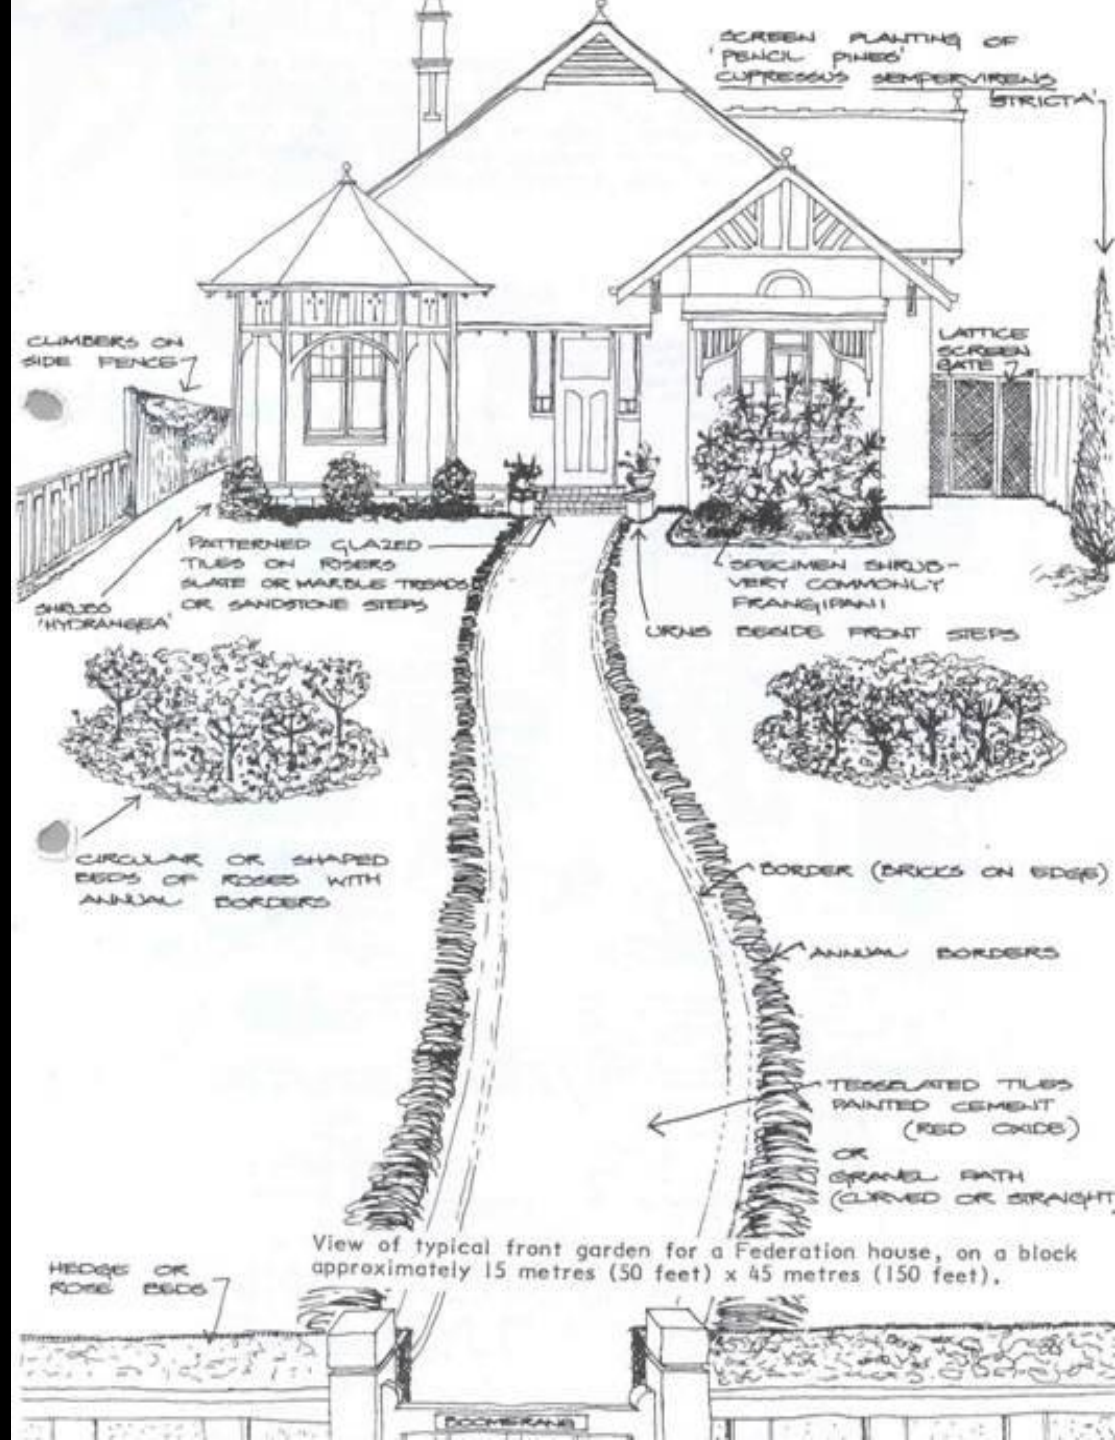 SCREEN PLANTING OF
'PENCIL PINES'
CUPRESSUS SEMPERVIRENS
'STRICTA'
CLIMBERS ON
SIDE FENCE
LATTICE
SCREEN
GATE
PATTERNED GLAZED
TILES ON RISERS
SLATE OR MARBLE TREADS
OR SANDSTONE STEPS
SHRUBS
'HYDRANGEA'
SPECIMEN SHRUB-
VERY COMMONLY
FRANGIPANI
URNS BESIDE FRONT STEPS
CIRCULAR OR SHAPED
BEDS OF ROSES WITH
ANNUAL BORDERS
BORDER (BRICKS ON EDGE)
ANNUAL BORDERS
TESSELATED TILES
PAINTED CEMENT
(RED OXIDE)
OR
GRAVEL PATH
(CURVED OR STRAIGHT
View of typical front garden for a Federation house, on a block
approximately 15 metres (50 feet) x 45 metres (150 feet).
HEDGE OR
ROSE BEDS
BOOMERANG